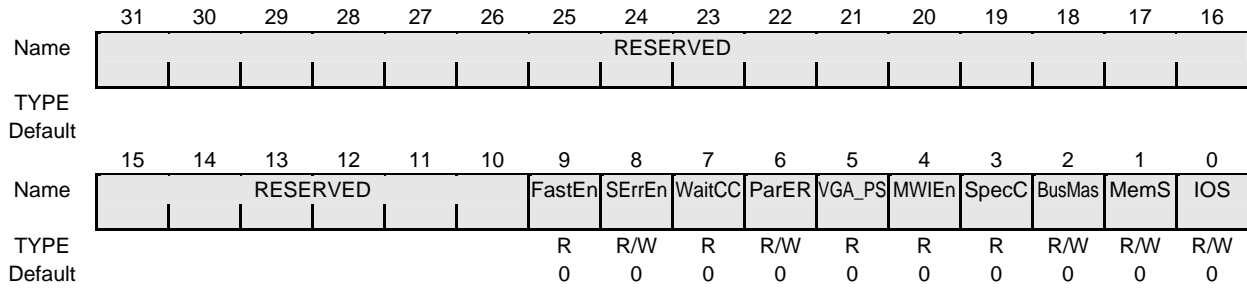 31 30 29 28 27 26 25 24 23 22 21 20 19 18 17 16
Name RESERVED
TYPE
Default
15 14 13 12 11 10 9 8 7 6 5 4 3 2 1 0
Name RESERVED FastEn SErrEn WaitCC ParER VGA_PS MWIEn SpecC BusMas MemS IOS
TYPE R R/W R R/W R R R R/W R/W R/W
Default 0 0 0 0 0 0 0 0 0 0